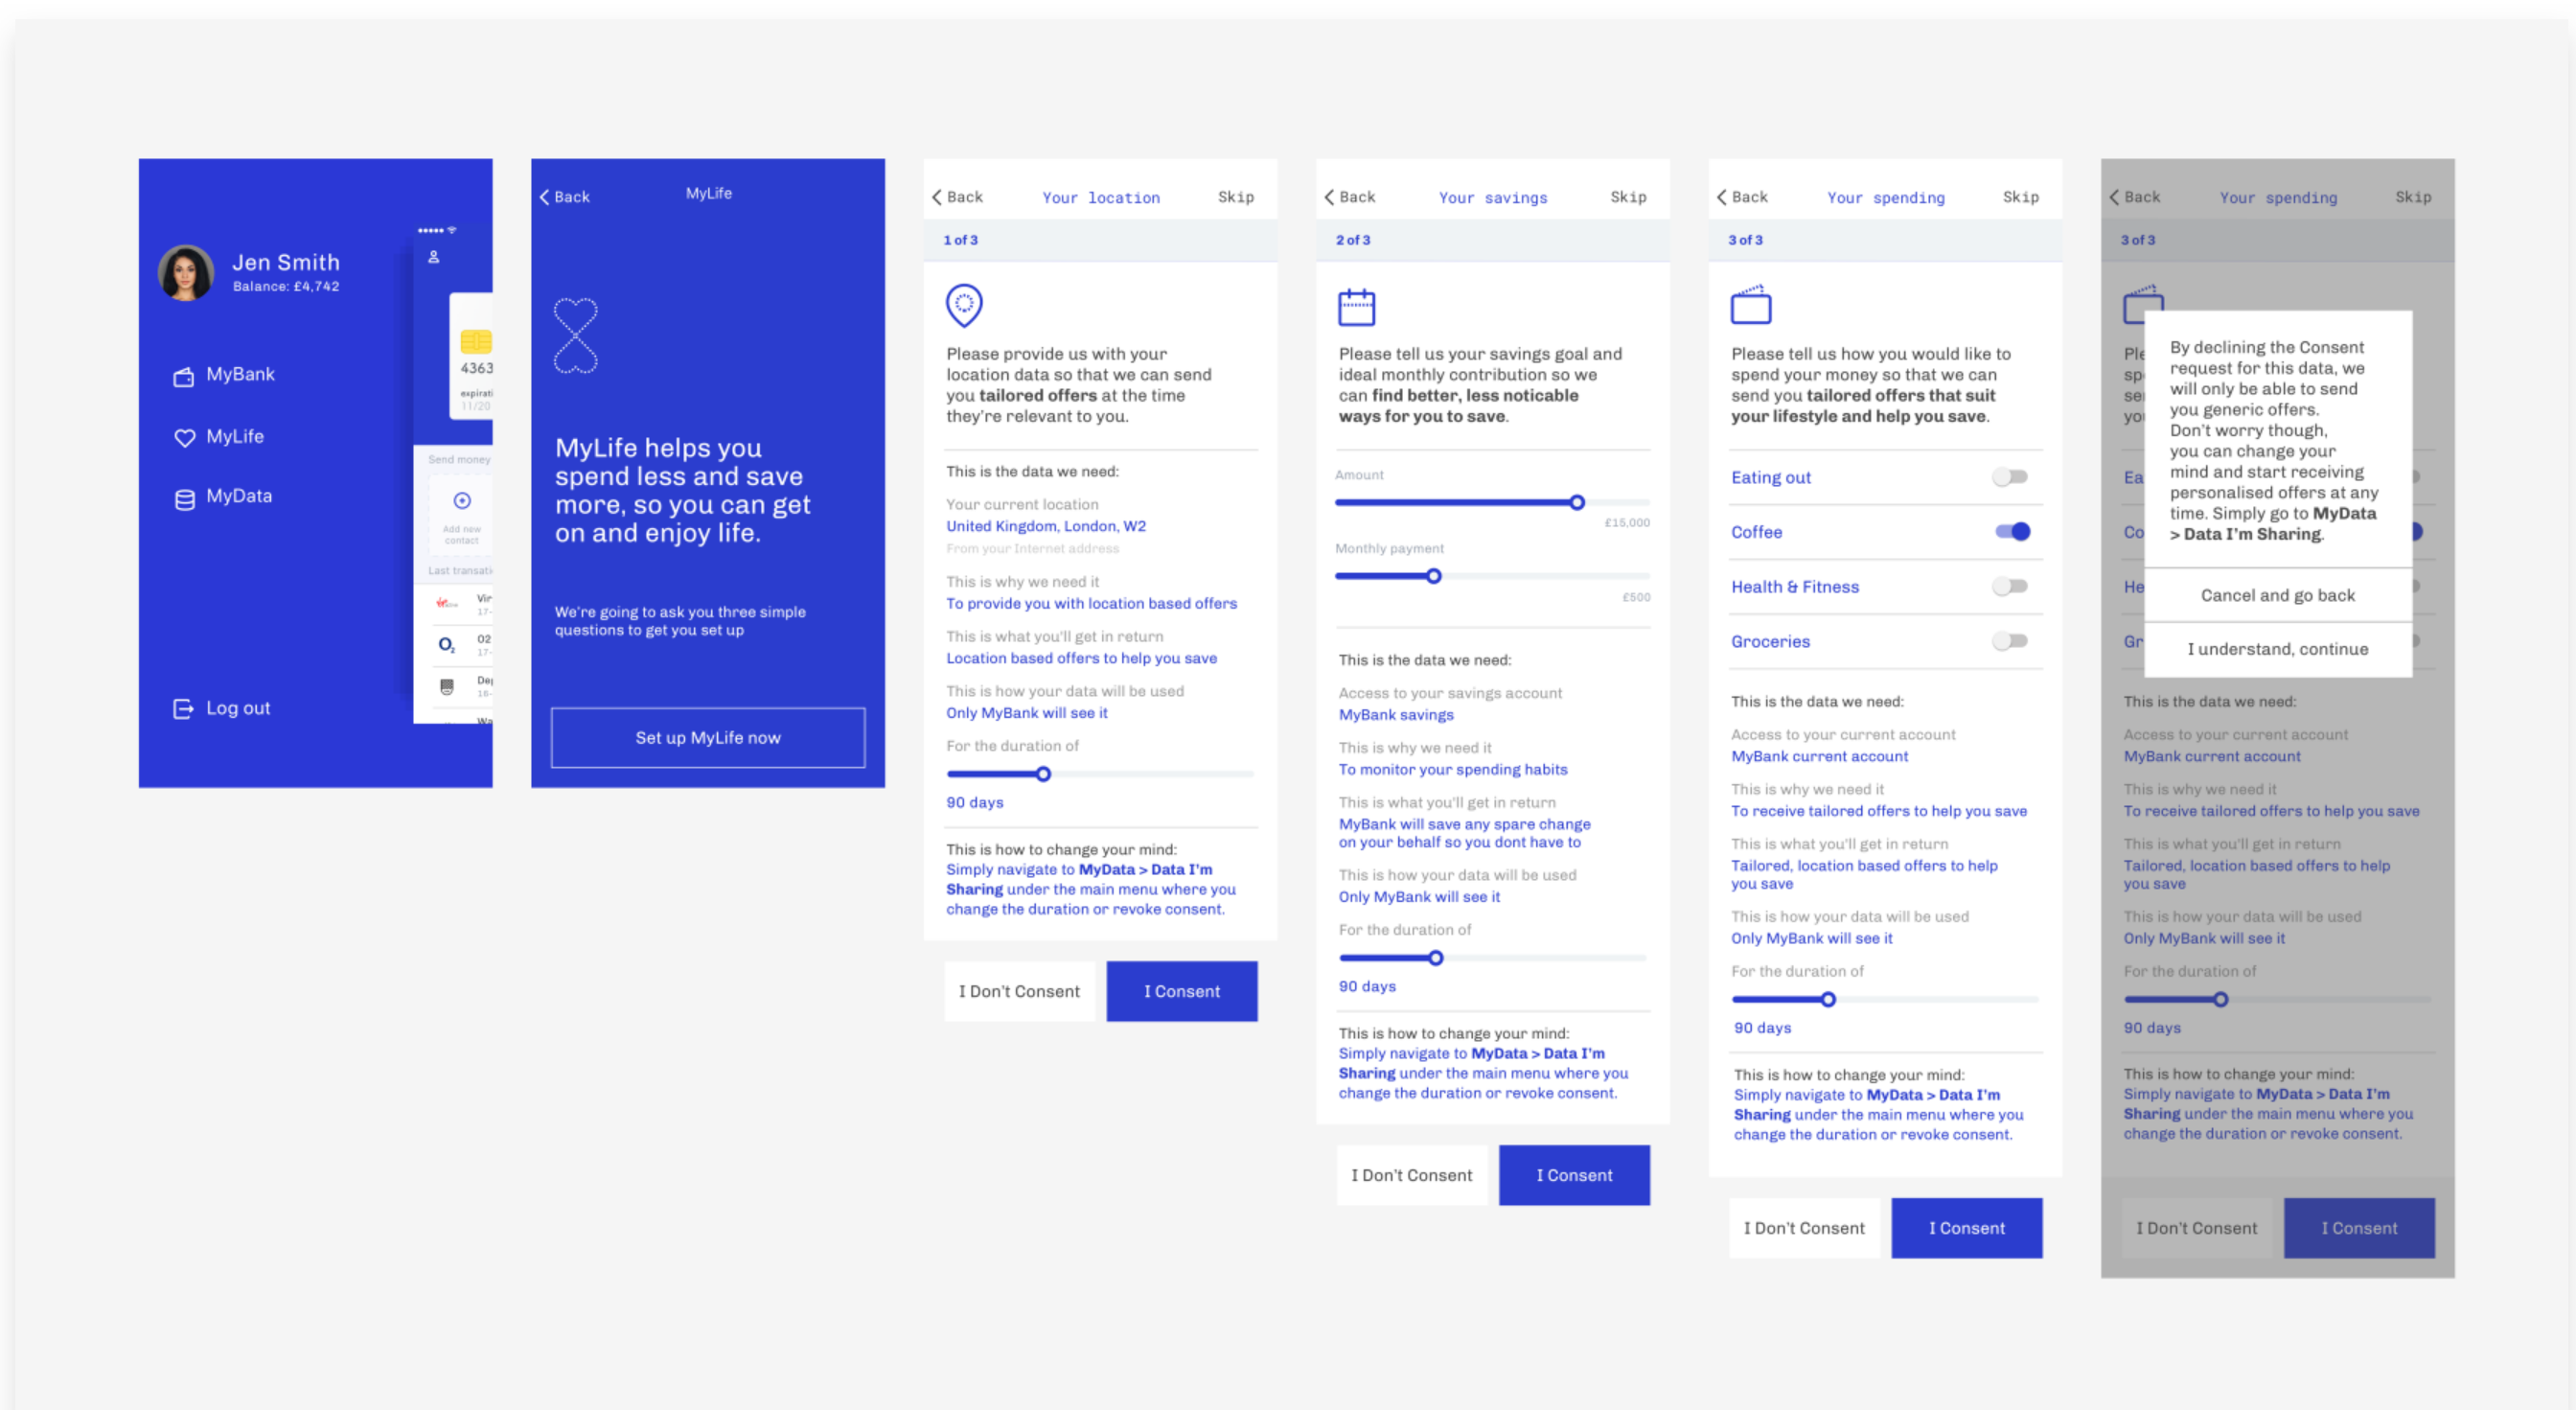 Jen Smith
Balance: £4,742
MyBank
MyLife
MyData
Log out
4363
expirati
11/20
Send money
Add new
contact
Last transati
Vir
17-
O2
02
17-
Dep
18-
Wa
Back
MyLife
MyLife helps you
spend less and save
more, so you can get
on and enjoy life.
We're going to ask you three simple
questions to get you set up
Set up MyLife now
Back
Your location
Skip
1 of 3
Please provide us with your
location data so that we can send
you tailored offers at the time
they're relevant to you.
This is the data we need:
Your current location
United Kingdom, London, W2
From your Internet address
This is why we need it
To provide you with location based offers
This is what you'll get in return
Location based offers to help you save
This is how your data will be used
Only MyBank will see it
For the duration of
90 days
This is how to change your mind:
Simply navigate to MyData > Data I'm
Sharing under the main menu where you
change the duration or revoke consent.
I Don't Consent
I Consent
Back
Your savings
Skip
2 of 3
Please tell us your savings goal and
ideal monthly contribution so we
can find better, less noticable
ways for you to save.
Amount
£15,000
Monthly payment
£500
This is the data we need:
Access to your savings account
MyBank savings
This is why we need it
To monitor your spending habits
This is what you'll get in return
MyBank will save any spare change
on your behalf so you dont have to
This is how your data will be used
Only MyBank will see it
For the duration of
90 days
This is how to change your mind:
Simply navigate to MyData > Data I'm
Sharing under the main menu where you
change the duration or revoke consent.
I Don't Consent
I Consent
Back
Your spending
Skip
3 of 3
Please tell us how you would like to
spend your money so that we can
send you tailored offers that suit
your lifestyle and help you save.
Eating out
Coffee
Health & Fitness
Groceries
This is the data we need:
Access to your current account
MyBank current account
This is why we need it
To receive tailored offers to help you save
This is what you'll get in return
Tailored, location based offers to help
you save
This is how your data will be used
Only MyBank will see it
For the duration of
90 days
This is how to change your mind:
Simply navigate to MyData > Data I'm
Sharing under the main menu where you
change the duration or revoke consent.
I Don't Consent
I Consent
Back
Your spending
Skip
3 of 3
Ple
sp
se
yo
Ea
Co
He
Gr
By declining the Consent
request for this data, we
will only be able to send
you generic offers.
Don't worry though,
you can change your
mind and start receiving
personalised offers at any
time. Simply go to MyData
> Data I'm Sharing.
Cancel and go back
I understand, continue
This is the data we need:
Access to your current account
MyBank current account
This is why we need it
To receive tailored offers to help you save
This is what you'll get in return
Tailored, location based offers to help
you save
This is how your data will be used
Only MyBank will see it
For the duration of
90 days
This is how to change your mind:
Simply navigate to MyData > Data I'm
Sharing under the main menu where you
change the duration or revoke consent.
I Don't Consent
I Consent